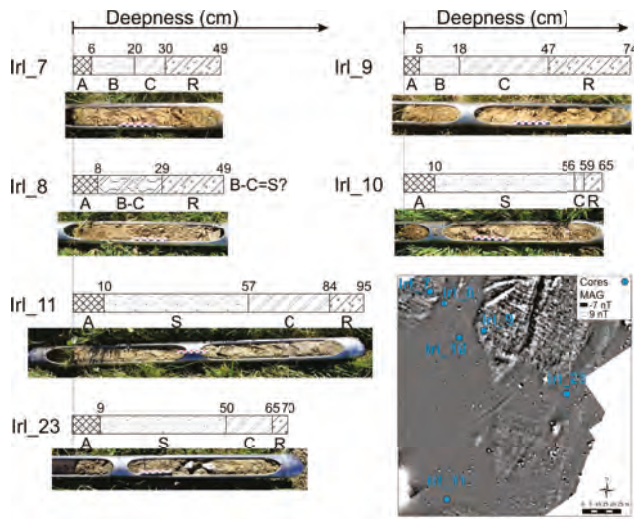 Deepness (cm)
Deepness (cm)
6 20 30 49
Irl_7
A B C R
5 18 47 74
Irl_9
A B C R
8 29 49
Irl_8
B-C=S?
A B-C R
10 56 59 65
Irl_10
A S C R
10 57 84 95
Irl_11
A S C R
9 50 65 70
Irl_23
A S C R
Cores
MAG
-7 nT
9 nT